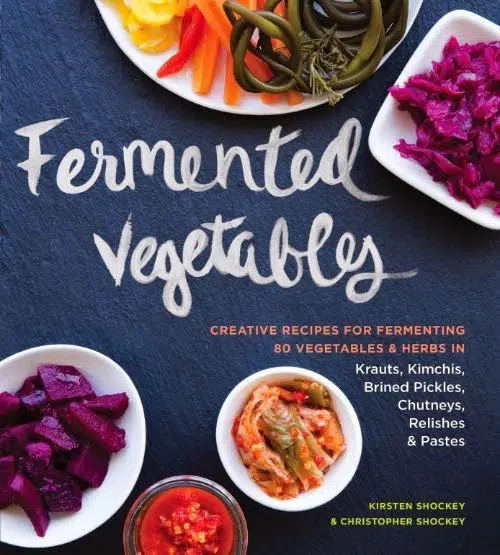 Fermented
Vegetables
CREATIVE RECIPES FOR FERMENTING
80 VEGETABLES & HERBS IN
Krauts, Kimchis,
Brined Pickles,
Chutneys,
Relishes
& Pastes
KIRSTEN SHOCKEY
& CHRISTOPHER SHOCKEY